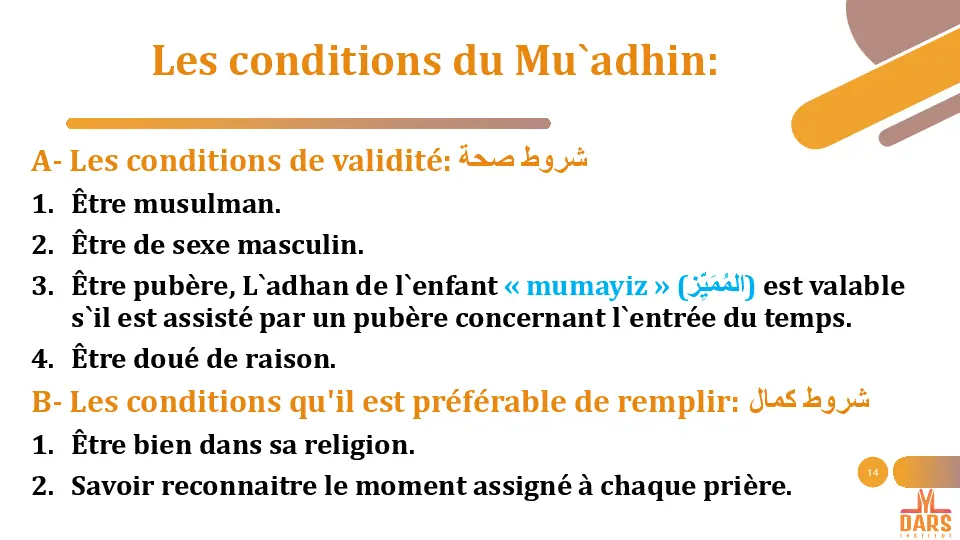 Les conditions du Mu`adhin:
A- Les conditions de validité: شروط صحة
1. Être musulman.
2. Être de sexe masculin.
3. Être pubère, L`adhan de l`enfant « mumayiz » (المُمَيِّز) est valable
s`il est assisté par un pubère concernant l`entrée du temps.
4. Être doué de raison.
B- Les conditions qu'il est préférable de remplir: شروط كمال
1. Être bien dans sa religion.
2. Savoir reconnaitre le moment assigné à chaque prière.
14
DARS
INSTITUT